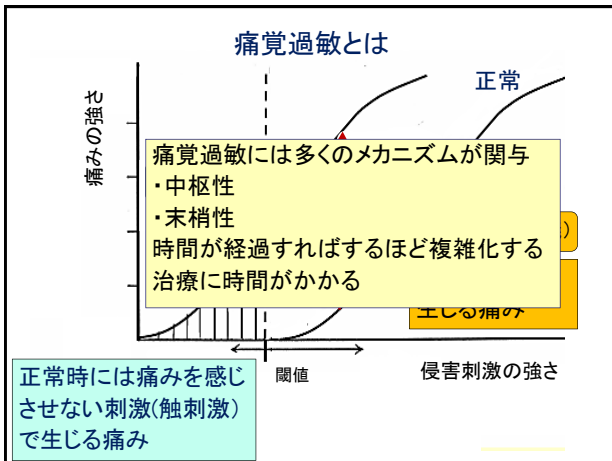 痛覚過敏とは
正常
痛みの強さ
痛覚過敏には多くのメカニズムが関与
・中枢性
・末梢性
時間が経過すればするほど複雑化する
治療に時間がかかる
)
生じる痛み
閾値
侵害刺激の強さ
正常時には痛みを感じ
させない刺激(触刺激)
で生じる痛み